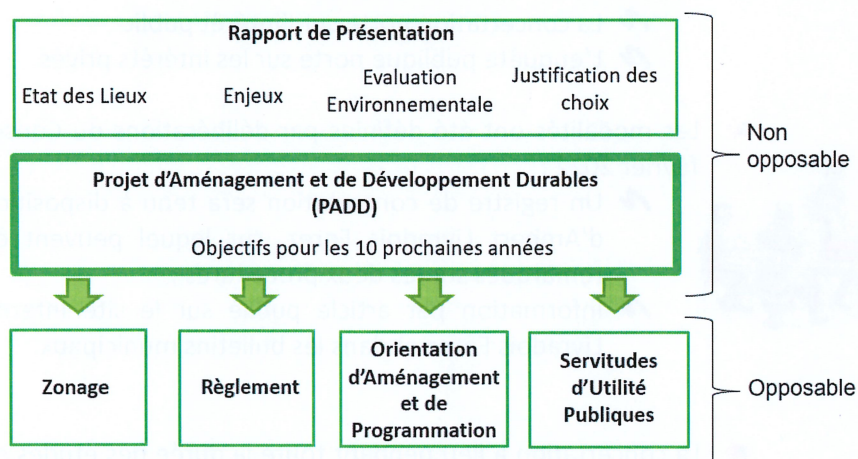 Rapport de Présentation
Etat des Lieux
Enjeux
Evaluation
Environnementale
Justification des
choix
Non
opposable
Projet d'Aménagement et de Développement Durables
(PADD)
Objectifs pour les 10 prochaines années
Zonage
Règlement
Orientation
d'Aménagement
et de
Programmation
Servitudes
d'Utilité
Publiques
Opposable